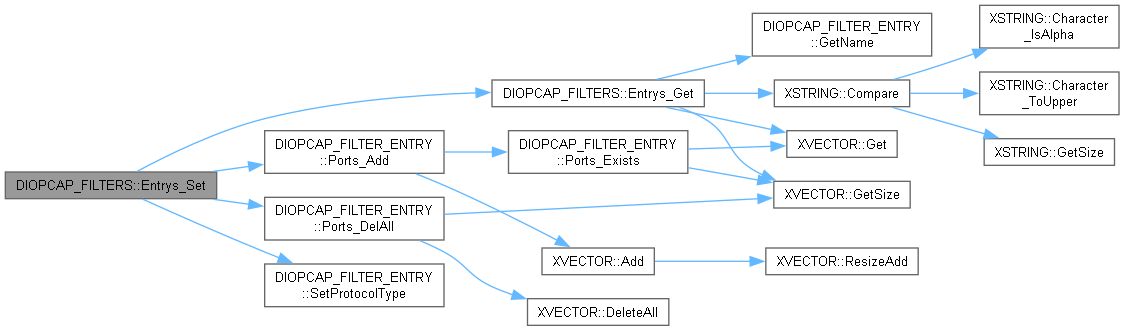 DIOPCAP_FILTERS::Entrys_Set
DIOPCAP_FILTERS::Entrys_Get
DIOPCAP_FILTER_ENTRY
::GetName
XSTRING::Compare
XSTRING::Character
_IsAlpha
XSTRING::Character
_ToUpper
XSTRING::GetSize
XVECTOR::Get
XVECTOR::GetSize
DIOPCAP_FILTER_ENTRY
::Ports_Add
DIOPCAP_FILTER_ENTRY
::Ports_Exists
XVECTOR::Add
XVECTOR::ResizeAdd
DIOPCAP_FILTER_ENTRY
::Ports_DelAll
XVECTOR::DeleteAll
DIOPCAP_FILTER_ENTRY
::SetProtocolType